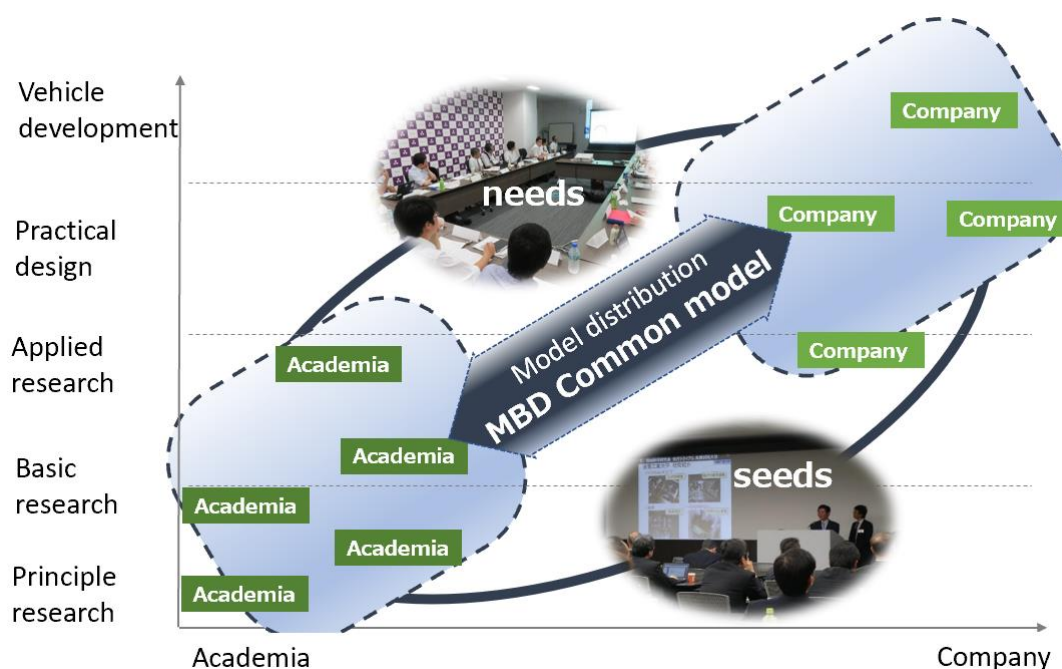 Vehicle
development
Practical
design
Applied
research
Basic
research
Principle
research
needs
Company
Company
Company
Company
Model distribution
MBD Common model
Academia
Academia
Academia
Academia
Academia
seeds
Academia
Company